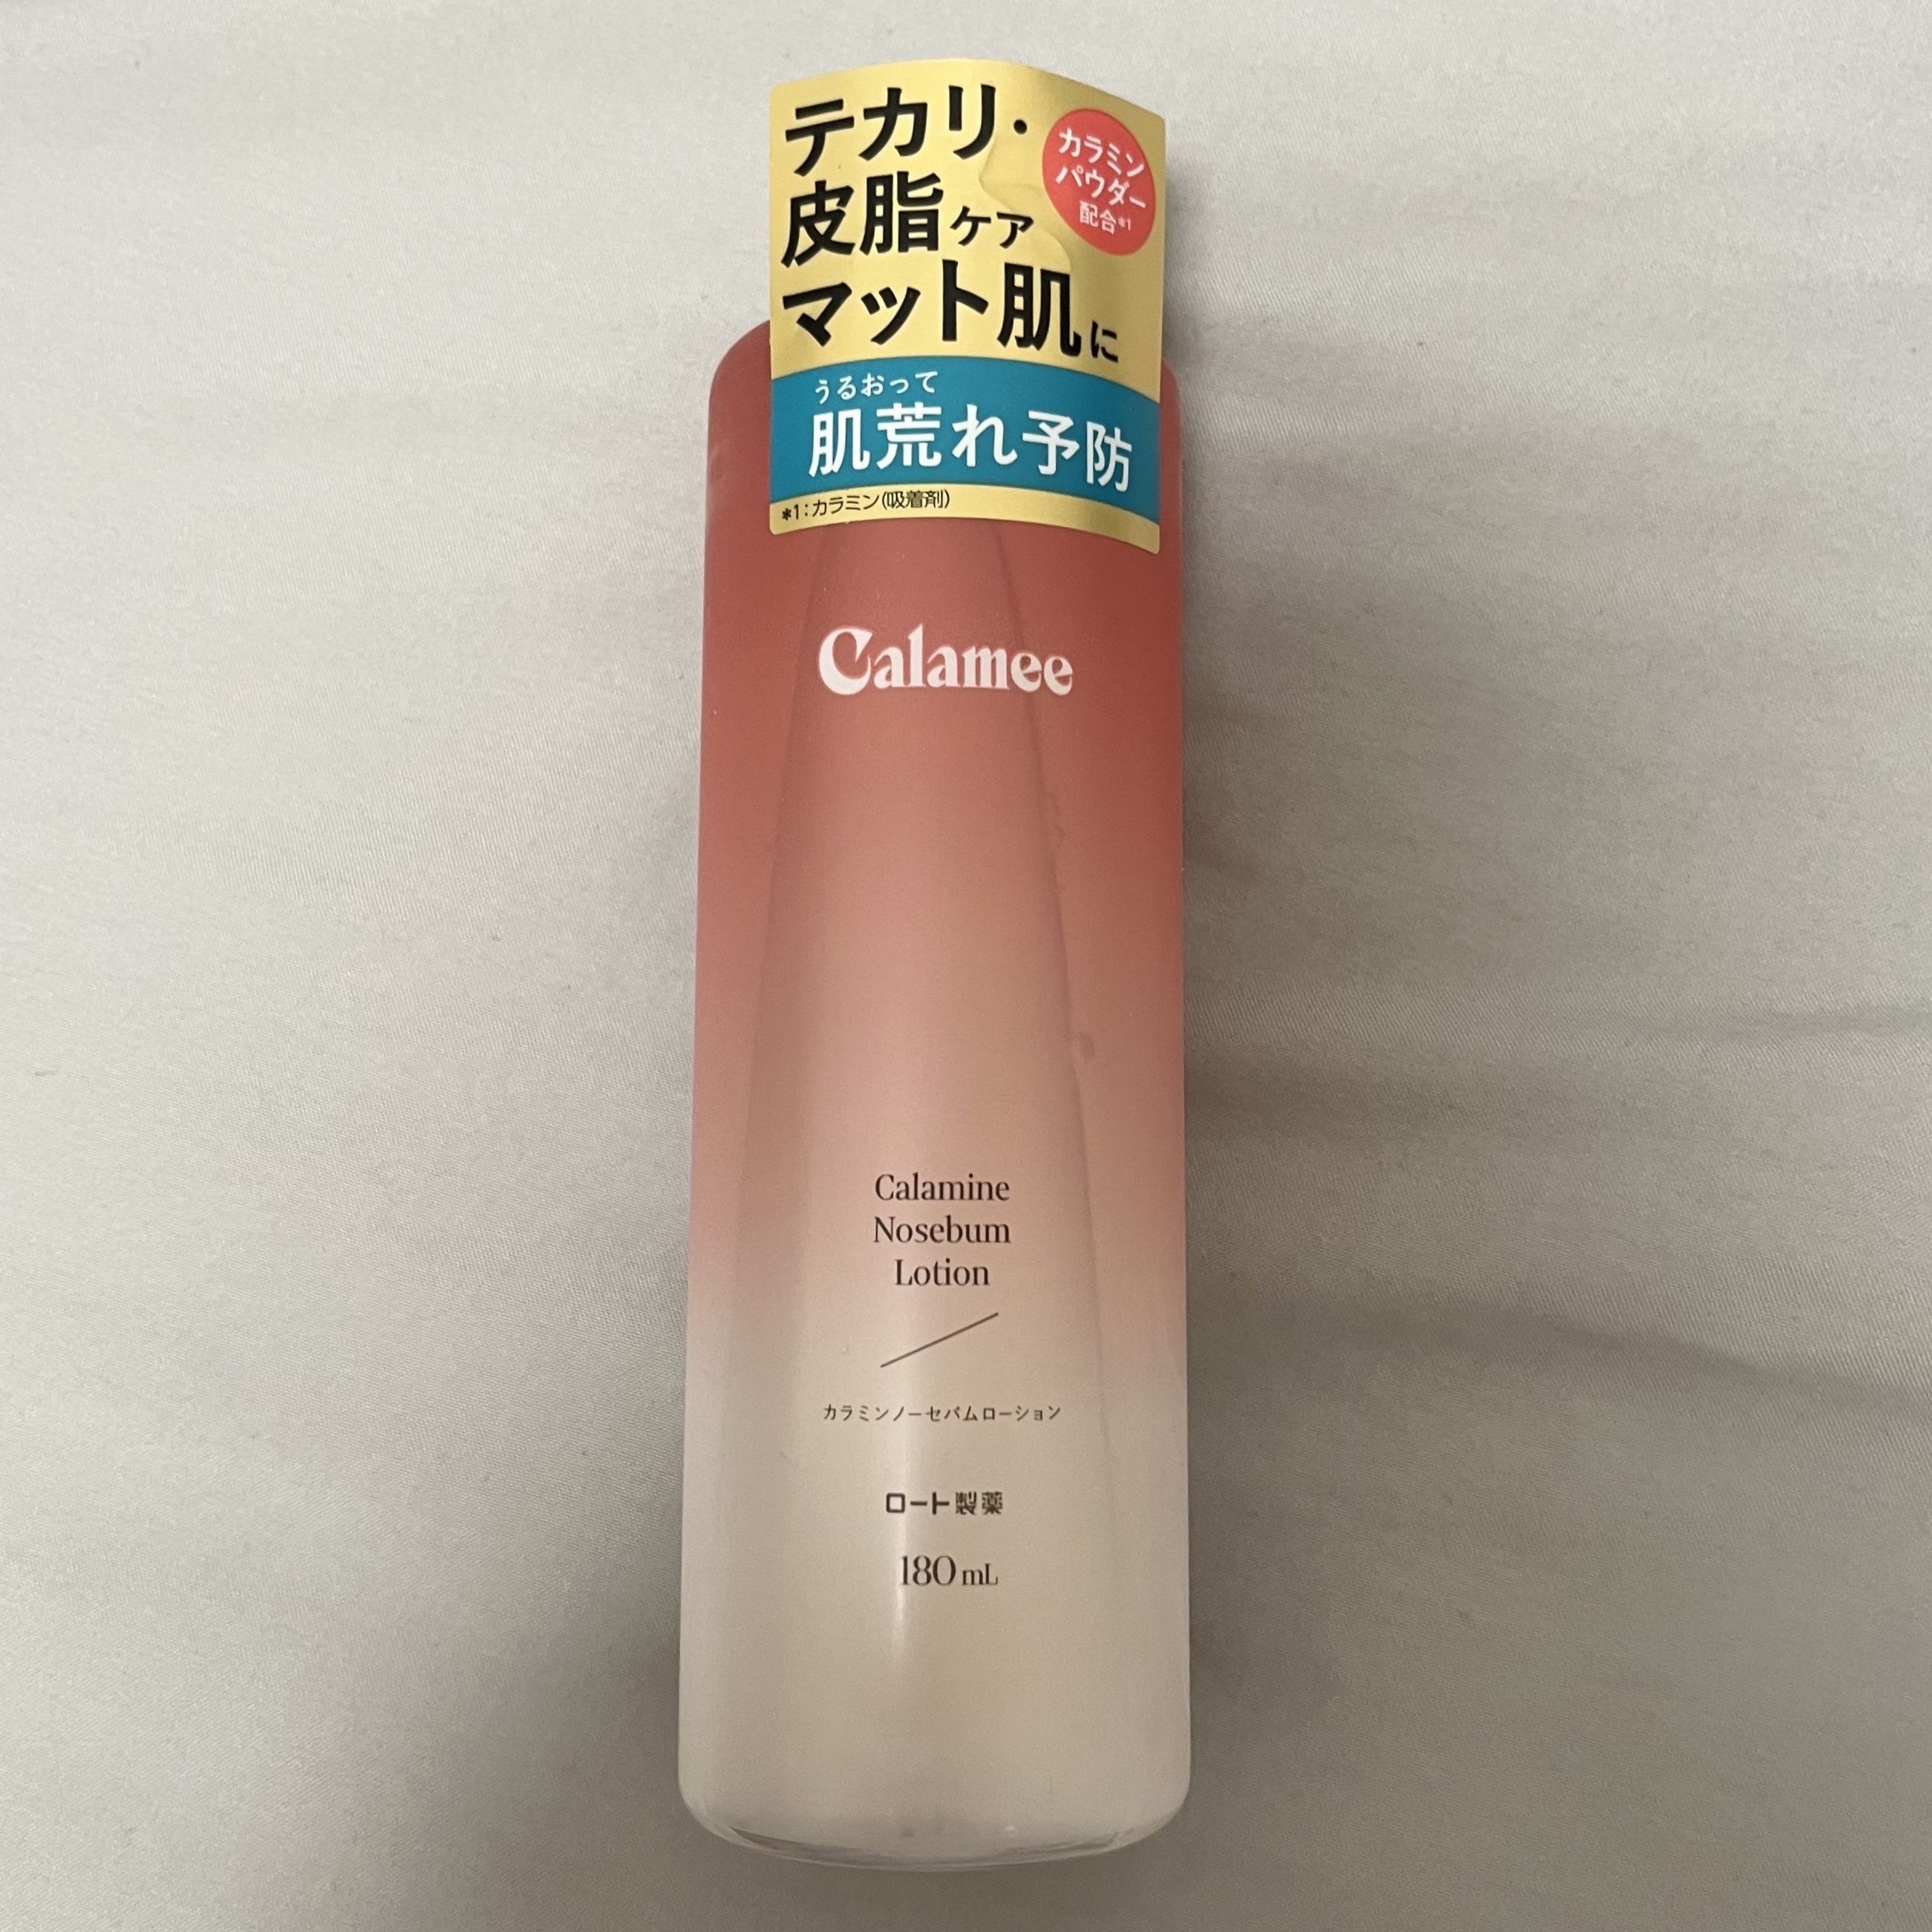 テカリ・
皮脂ケア
マット肌に
カラミン
パウダー
配合*1
うるおって
肌荒れ予防
*1:カラミン(吸着剤)
Calamee
Calamine
Nosebum
Lotion
カラミンノーセバムローション
ロート製薬
180mL